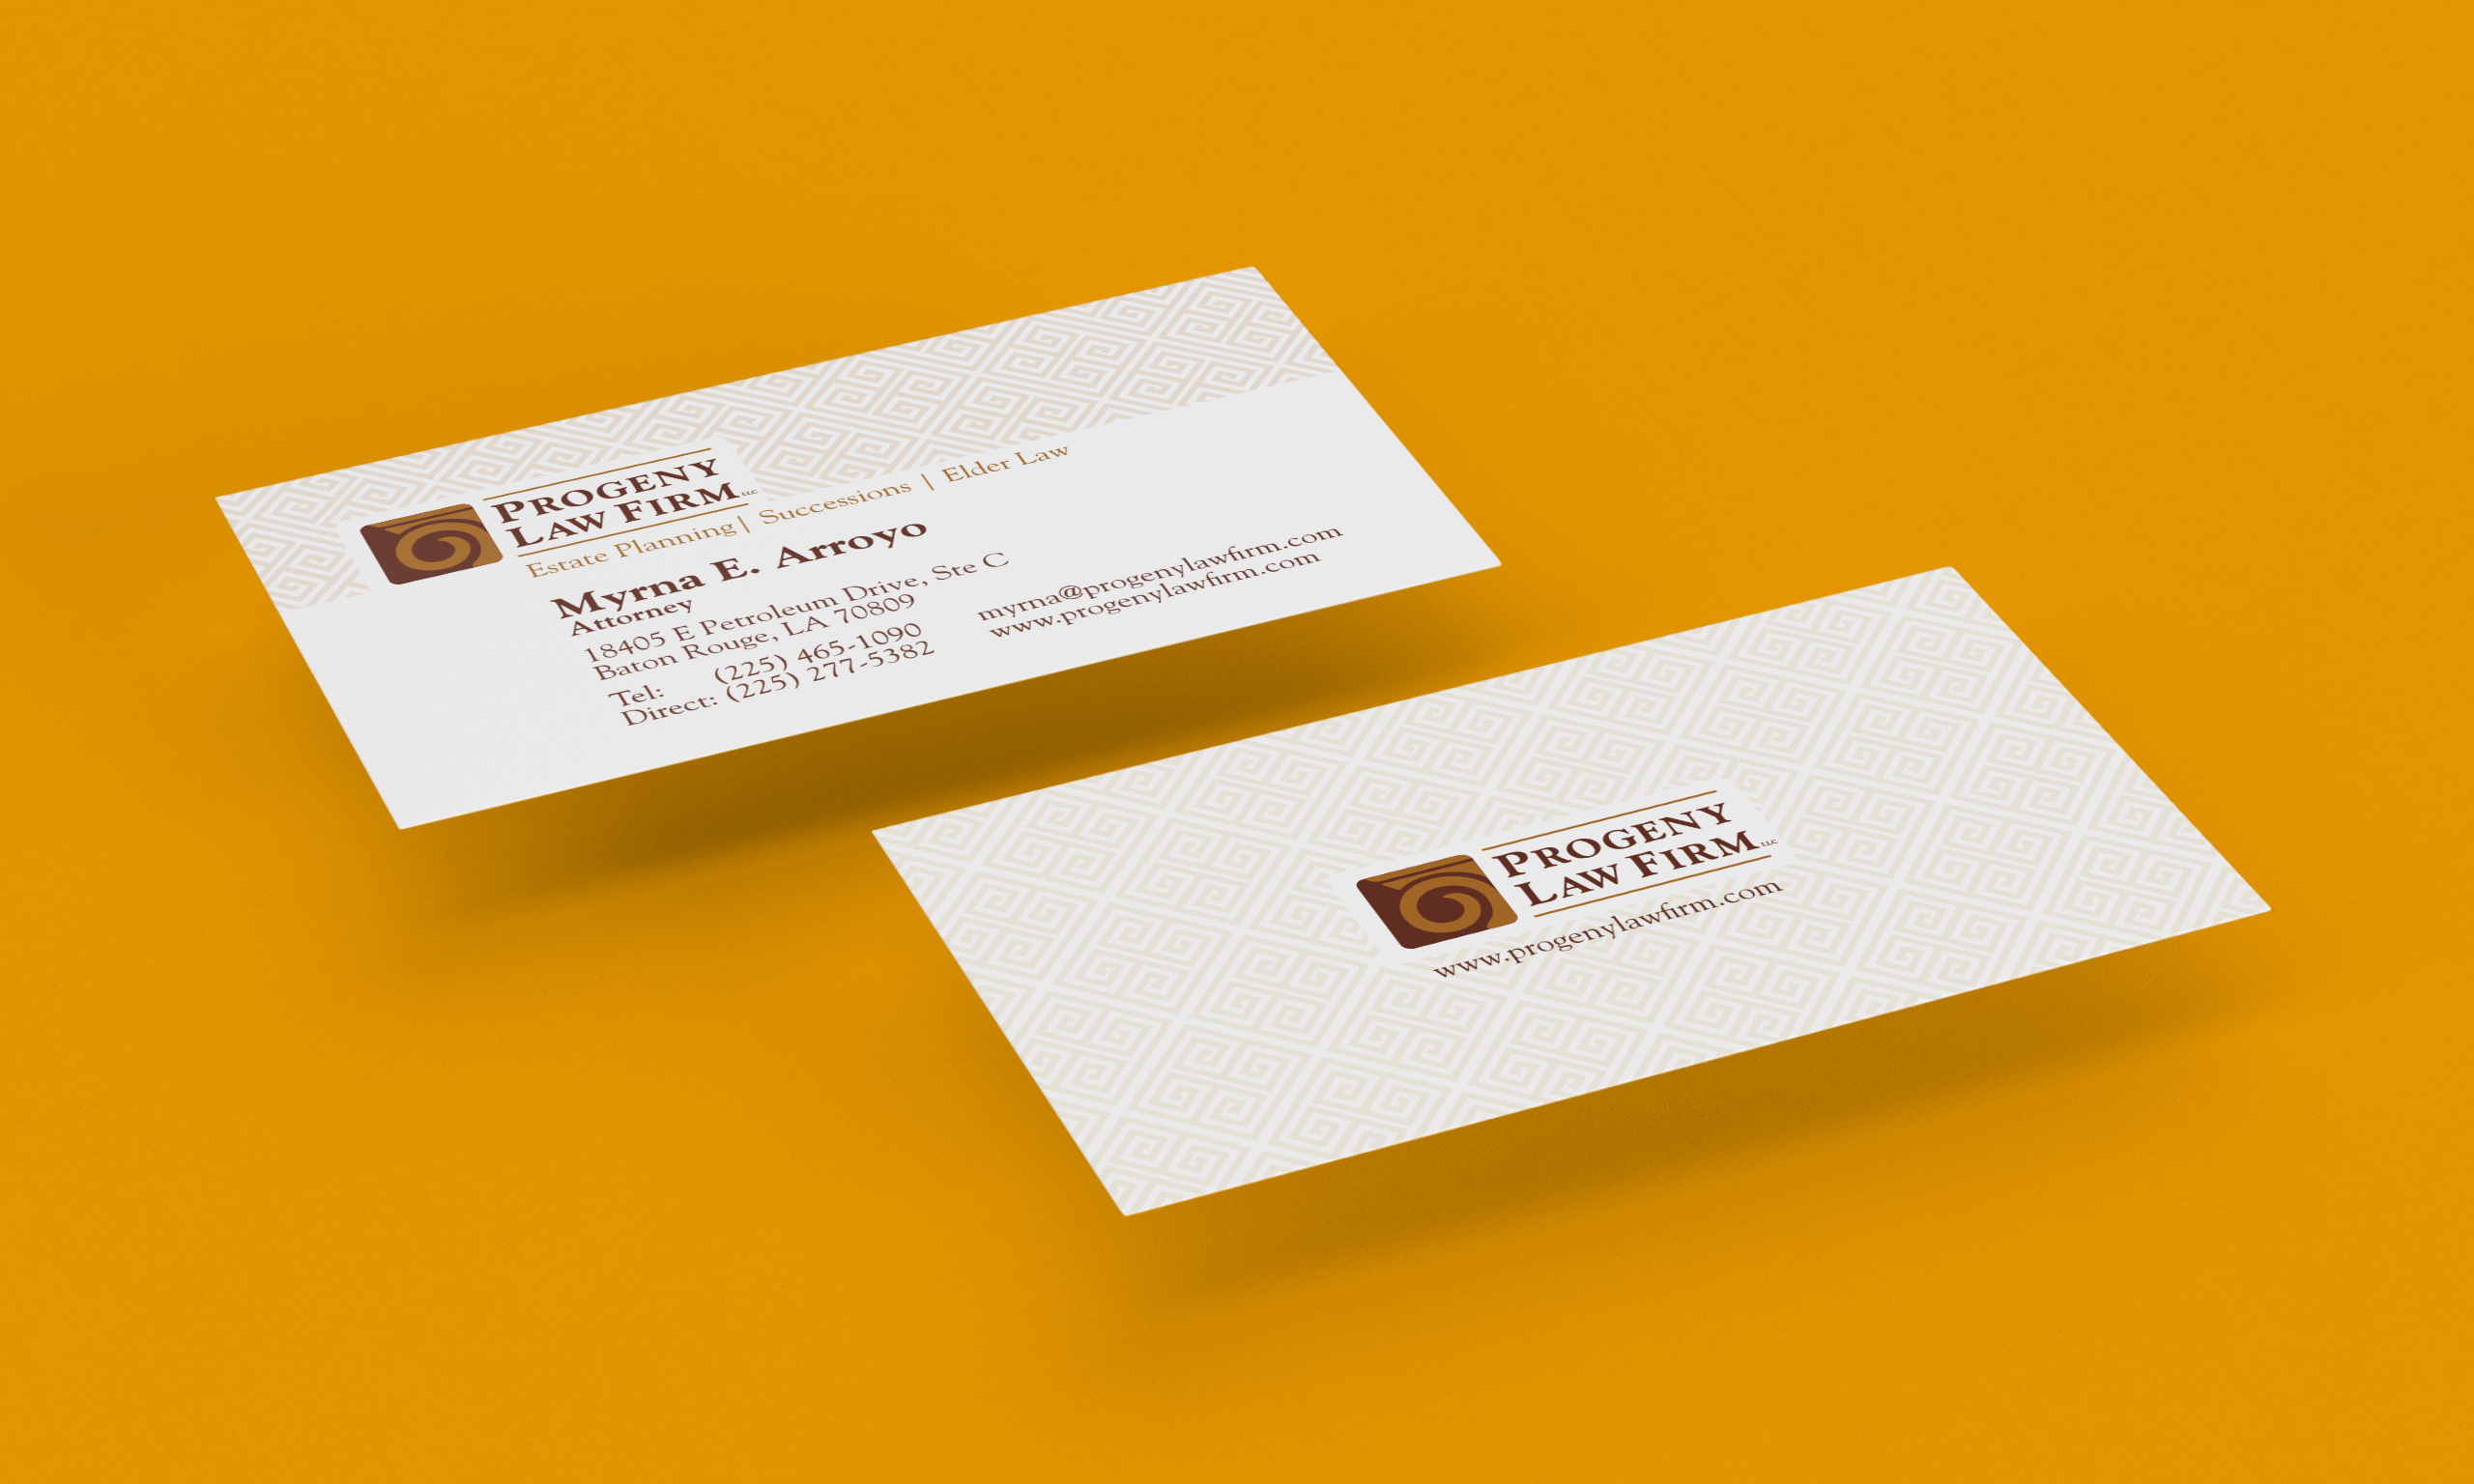 PROGENY
LAW FIRM LLC
Estate Planning | Successions | Elder Law
Myrna E. Arroyo
Attorney
18405 E Petroleum Drive, Ste C
Baton Rouge, LA 70809
Tel: (225) 465-1090
Direct: (225) 277-5382
myrna@progenylawfirm.com
www.progenylawfirm.com
PROGENY
LAW FIRM LLC
www.progenylawfirm.com